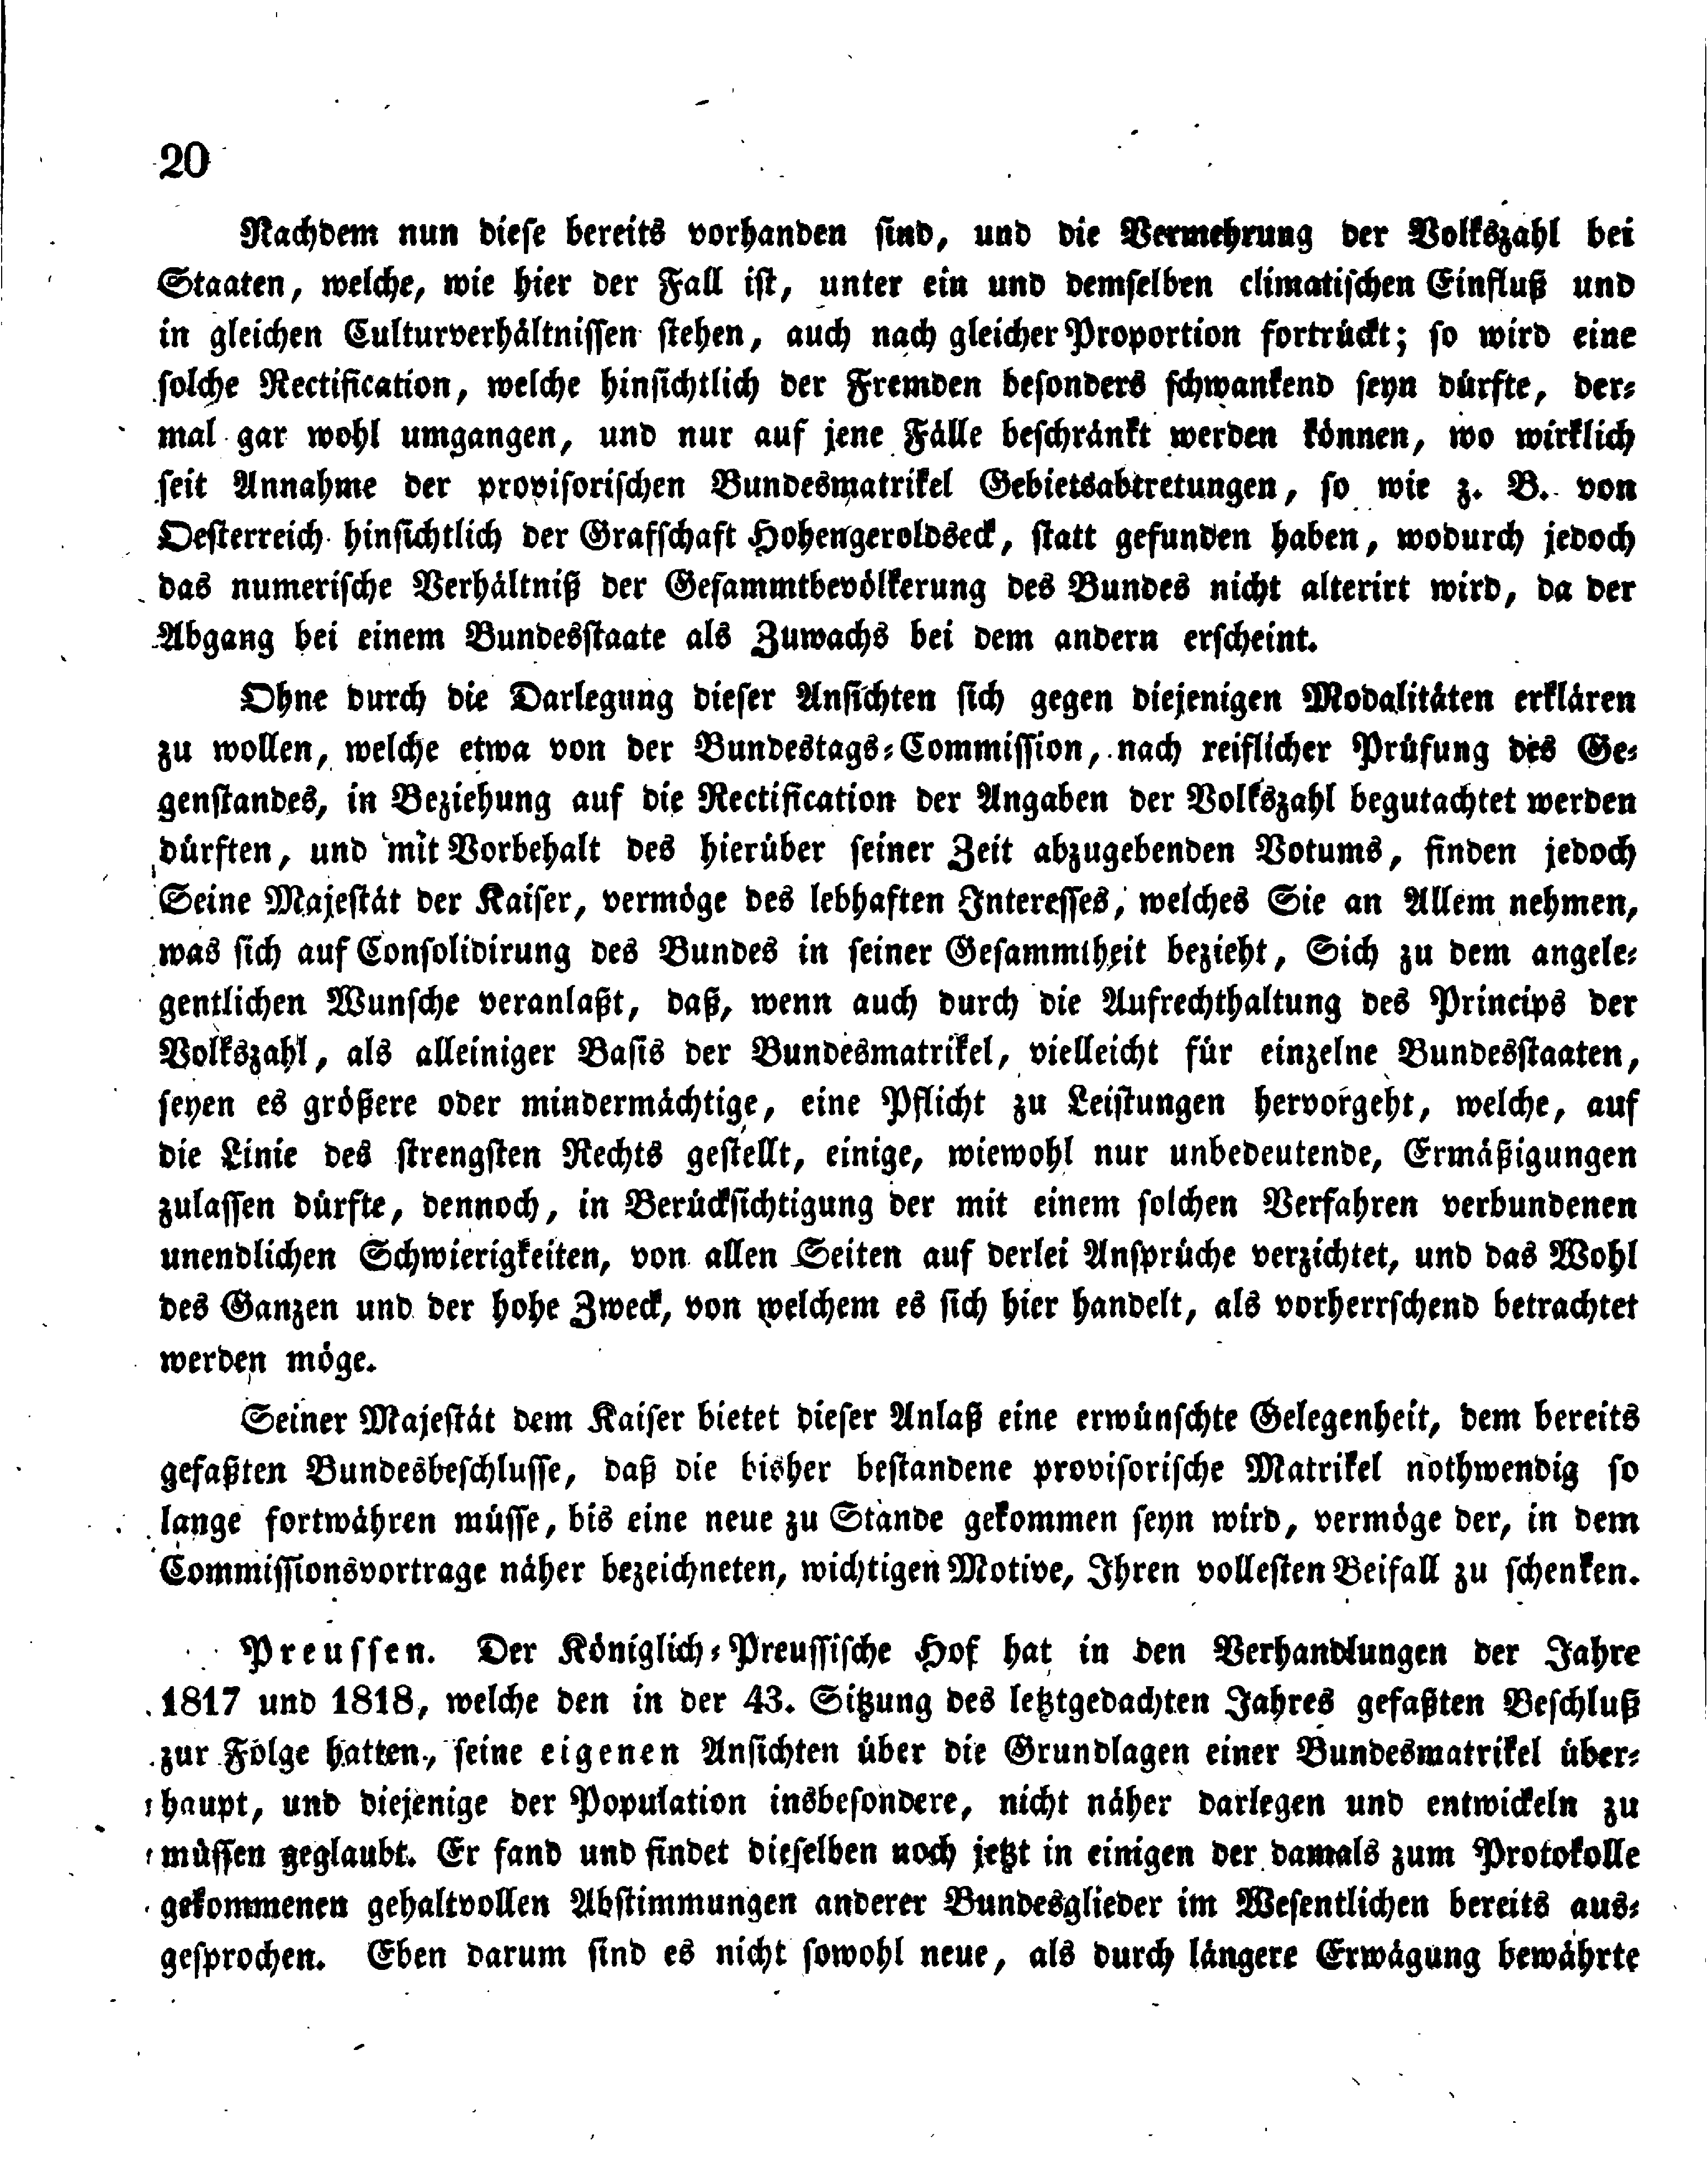 20
Nachdem nun diese bereits vorhanden sind, und die Vermehrung der Volkszahl bei
Staaten, welche, wie hier der Fall ist, unter ein und demselben climatischen Einfluß und
in gleichen Culturverhältnissen stehen, auch nach gleicher Proportion fortrückt; so wird eine
solche Rectification, welche hinsichtlich der Fremden besonders schwankend seyn dürfte, der-
mal gar wohl umgangen, und nur auf jene Fälle beschränkt werden können, wo wirklich
seit Annahme der provisorischen Bundesmatrikel Gebietsabtretungen, so wie z. B. von
Oesterreich hinsichtlich der Grafschaft Hohengeroldseck, statt gefunden haben, wodurch jedoch
das numerische Verhältniß der Gesammtbevölkerung des Bundes nicht alterirt wird, da der
Abgang bei einem Bundesstaate als Zuwachs bei dem andern erscheint.
Ohne durch die Darlegung dieser Ansichten sich gegen diejenigen Modalitäten erklären
zu wollen, welche etwa von der Bundestags-Commission, nach reiflicher Prüfung des Ge-
genstandes, in Beziehung auf die Rectification der Angaben der Volkszahl begutachtet werden
dürften, und mit Vorbehalt des hierüber seiner Zeit abzugebenden Votums, finden jedoch
Seine Majestät der Kaiser, vermöge des lebhaften Interesses, welches Sie an Allem nehmen,
was sich auf Consolidirung des Bundes in seiner Gesammtheit bezieht, Sich zu dem angele-
gentlichen Wunsche veranlaßt, daß, wenn auch durch die Aufrechthaltung des Princips der
Volkszahl, als alleiniger Basis der Bundesmatrikel, vielleicht für einzelne Bundesstaaten,
seyen es größere oder mindermächtige, eine Pflicht zu Leistungen hervorgeht, welche, auf
die Linie des strengsten Rechts gestellt, einige, wiewohl nur unbedeutende, Ermäßigungen
zulassen dürfte, dennoch, in Berücksichtigung der mit einem solchen Verfahren verbundenen
unendlichen Schwierigkeiten, von allen Seiten auf derlei Ansprüche verzichtet, und das Wohl
des Ganzen und der hohe Zweck, von welchem es sich hier handelt, als vorherrschend betrachtet
werden möge.
Seiner Majestät dem Kaiser bietet dieser Anlaß eine erwünschte Gelegenheit, dem bereits
gefaßten Bundesbeschlusse, daß die bisher bestandene provisorische Matrikel nothwendig so
lange fortwähren müsse, bis eine neue zu Stande gekommen seyn wird, vermöge der, in dem
Commissionsvortrage näher bezeichneten, wichtigen Motive, Ihren vollesten Beifall zu schenken.
Preussen. Der Königlich-Preussische Hof hat in den Verhandlungen der Jahre
1817 und 1818, welche den in der 43. Sitzung des letztgedachten Jahres gefaßten Beschluß
zur Folge hatten, seine eigenen Ansichten über die Grundlagen einer Bundesmatrikel über-
haupt, und diejenige der Population insbesondere, nicht näher darlegen und entwickeln zu
müssen geglaubt. Er fand und findet dieselben noch jetzt in einigen der damals zum Protokolle
gekommenen gehaltvollen Abstimmungen anderer Bundesglieder im Wesentlichen bereits aus-
gesprochen. Eben darum sind es nicht sowohl neue, als durch längere Erwägung bewährte